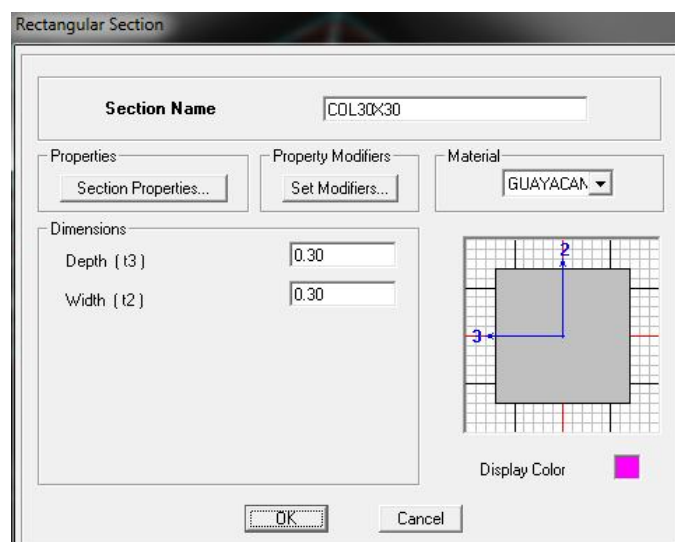 Rectangular Section
Section Name COL30X30
Properties Property Modifiers Material
Section Properties... Set Modifiers... GUAYACAN
Dimensions
Depth ( t3 ) 0.30
Width ( t2 ) 0.30
2
3
Display Color
OK Cancel